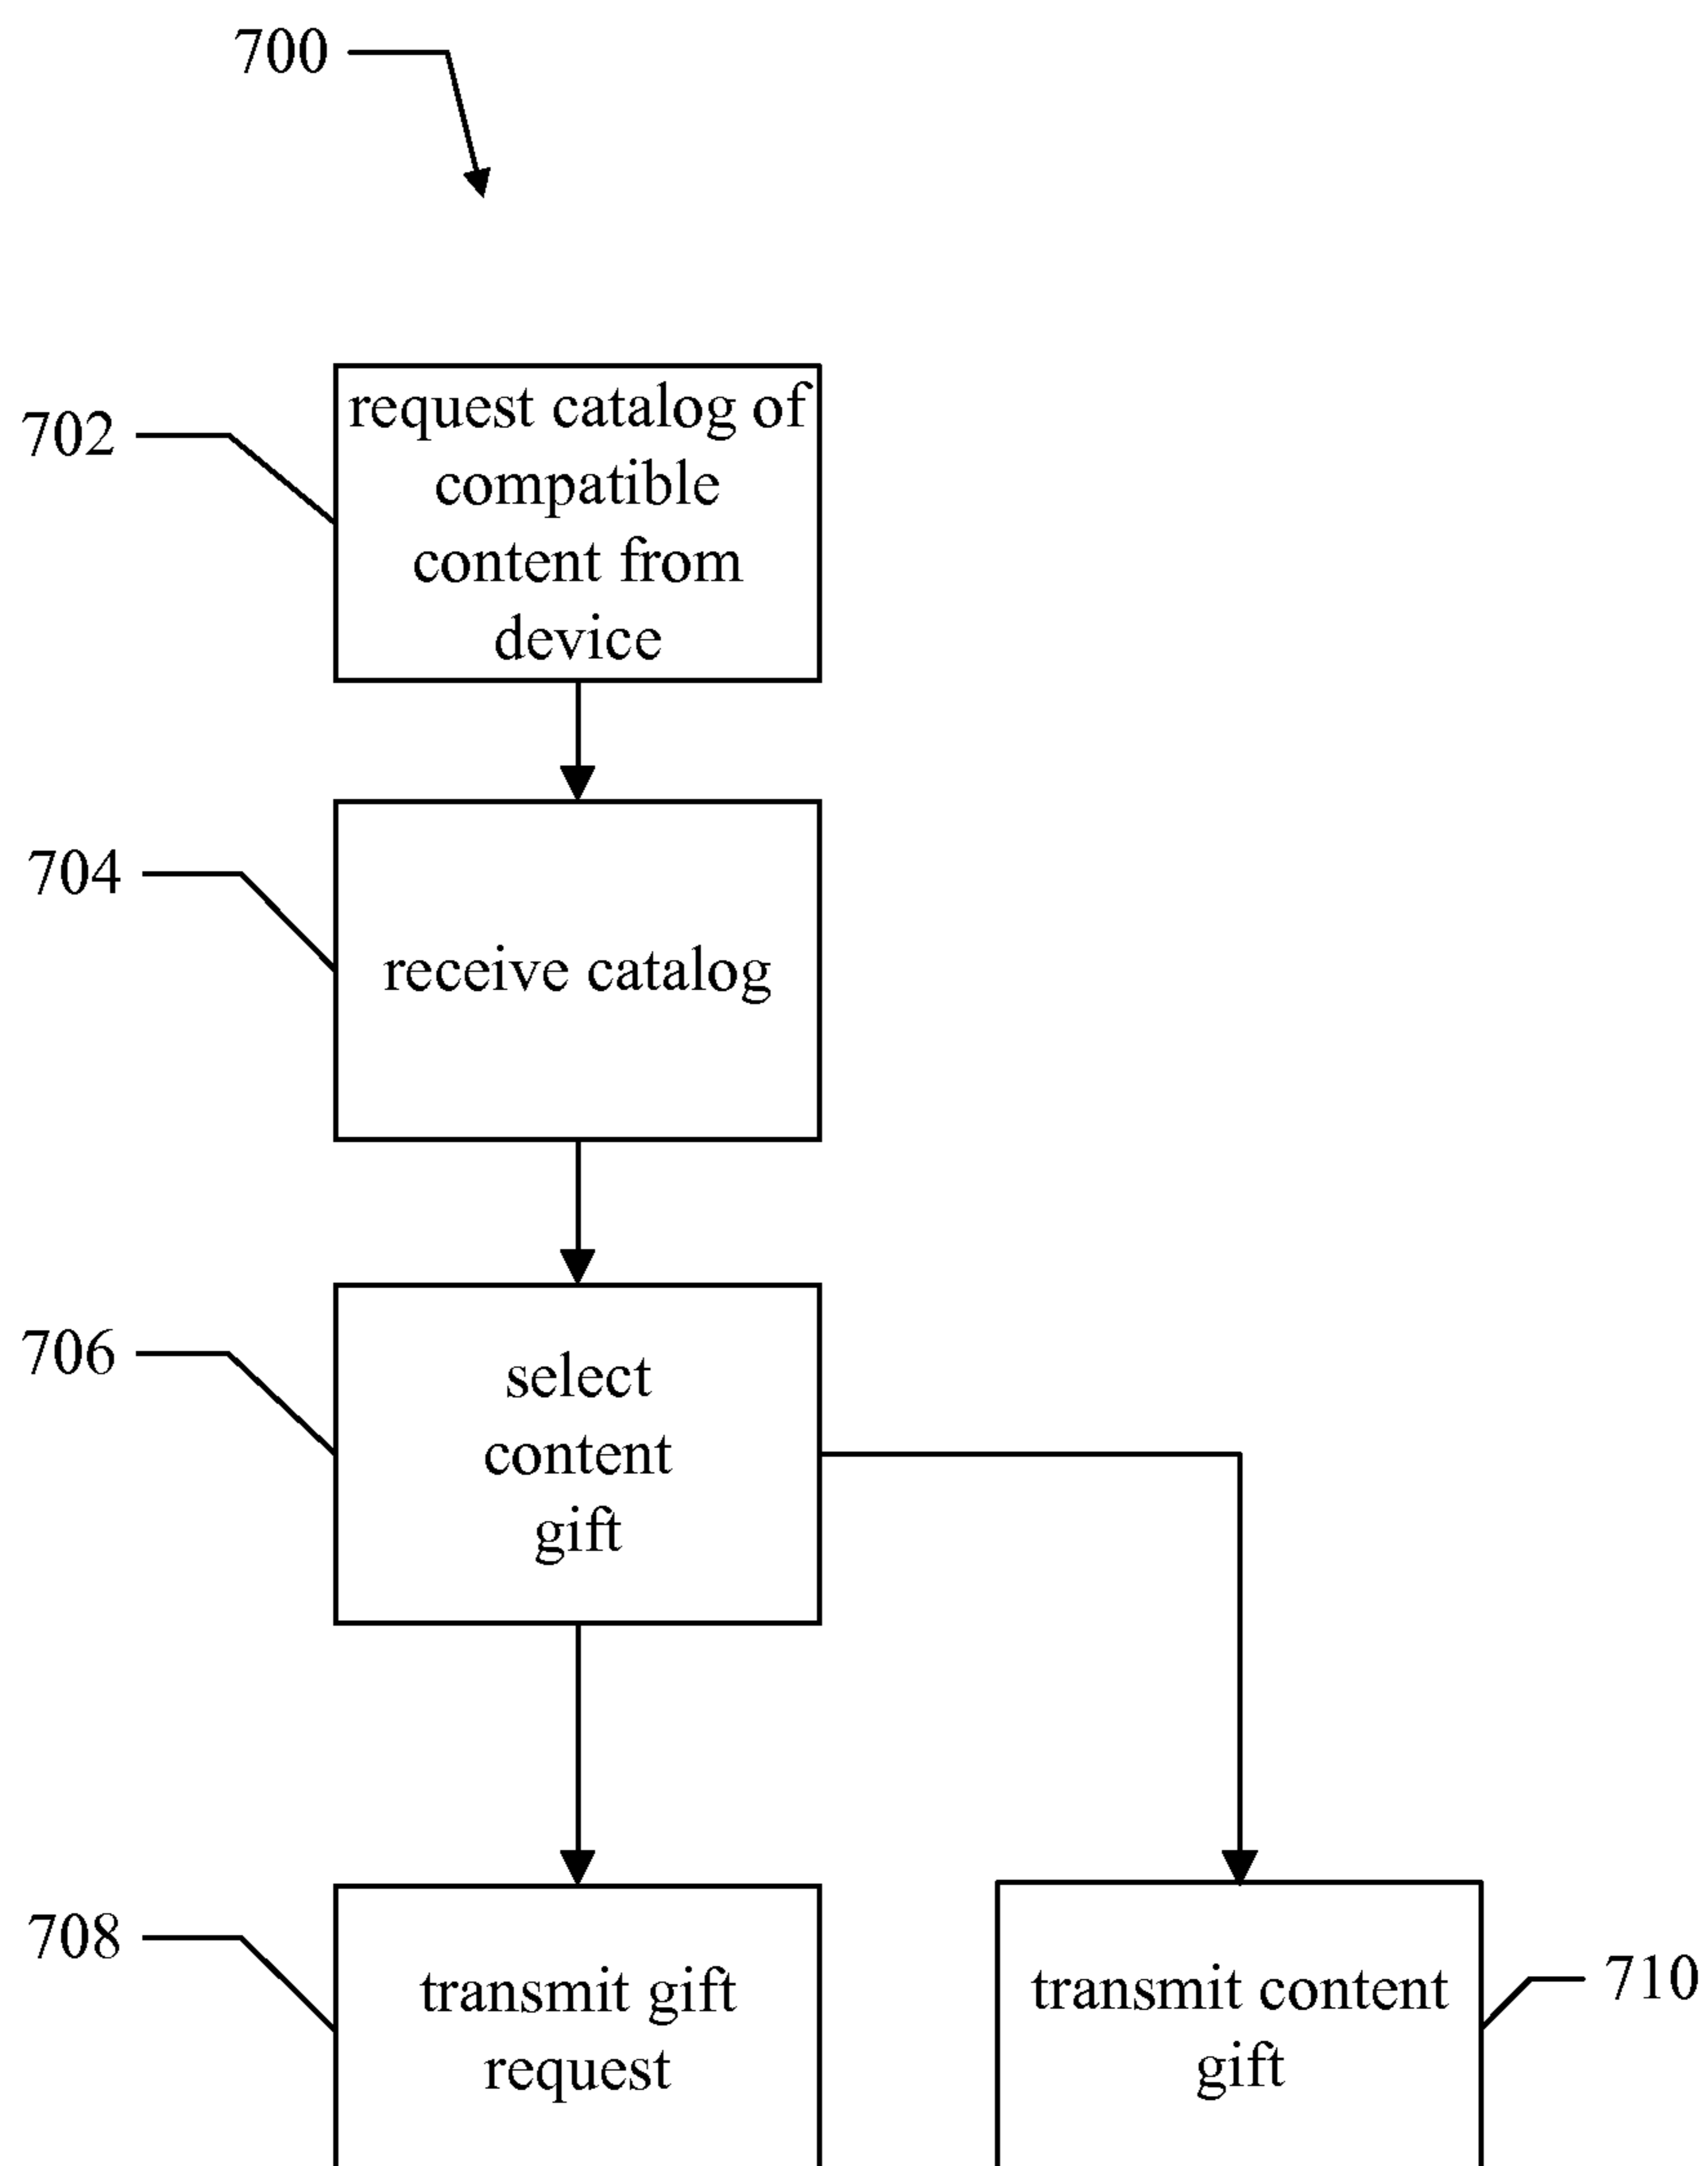 700
702
request catalog of
compatible
content from
device
704
receive catalog
706
select
content
gift
708
transmit gift
request
transmit content
gift
710